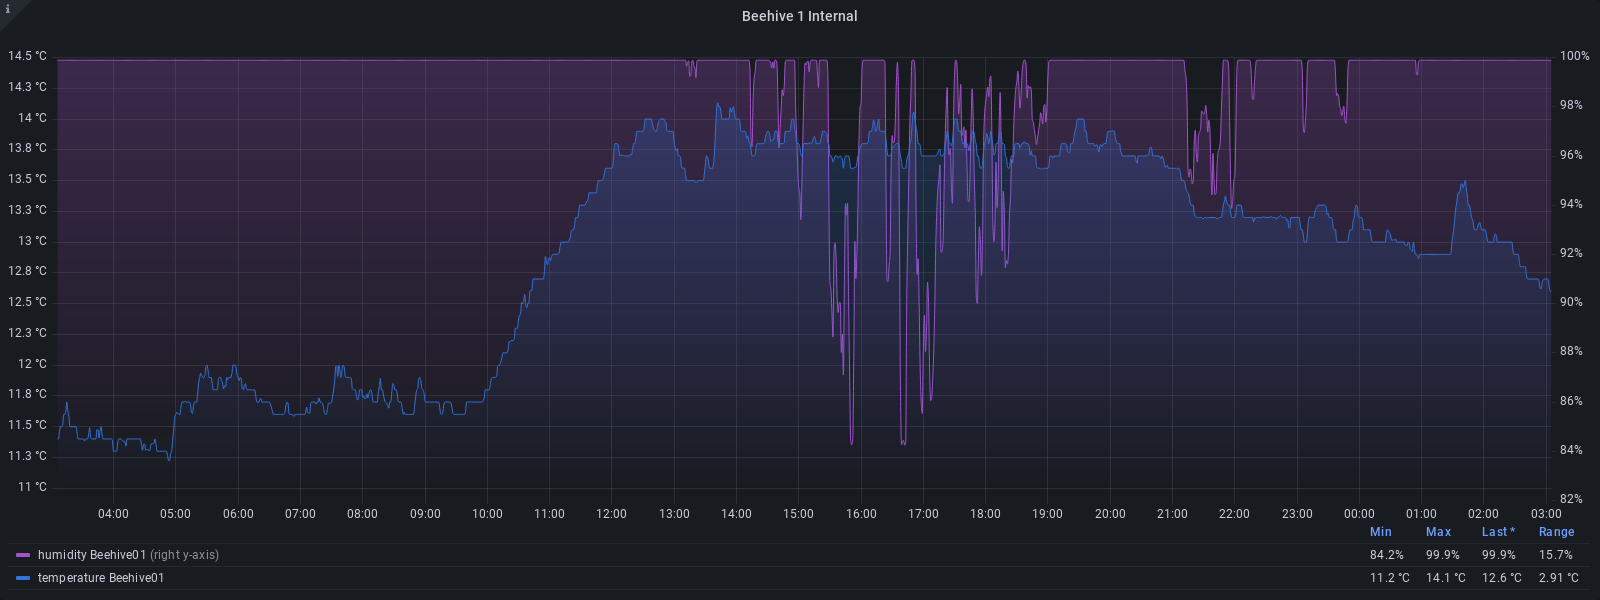 i
Beehive 1 Internal
14.5 °C 100%
14.3 °C
98%
14 °C
13.8 °C
96%
13.5 °C
13.3 °C 94%
13 °C
92%
12.8 °C
12.5 °C 90%
12.3 °C
88%
12 °C
11.8 °C 86%
11.5 °C
11.3 °C 84%
11 °C
82%
04:00 05:00 06:00 07:00 08:00 09:00 10:00 11:00 12:00 13:00 14:00 15:00 16:00 17:00 18:00 19:00 20:00 21:00 22:00 23:00 00:00 01:00 02:00 03:00
Min Max Last * Range
humidity Beehive01 (right y-axis) 84.2% 99.9% 99.9% 15.7%
temperature Beehive01 11.2 °C 14.1 °C 12.6 °C 2.91 °C